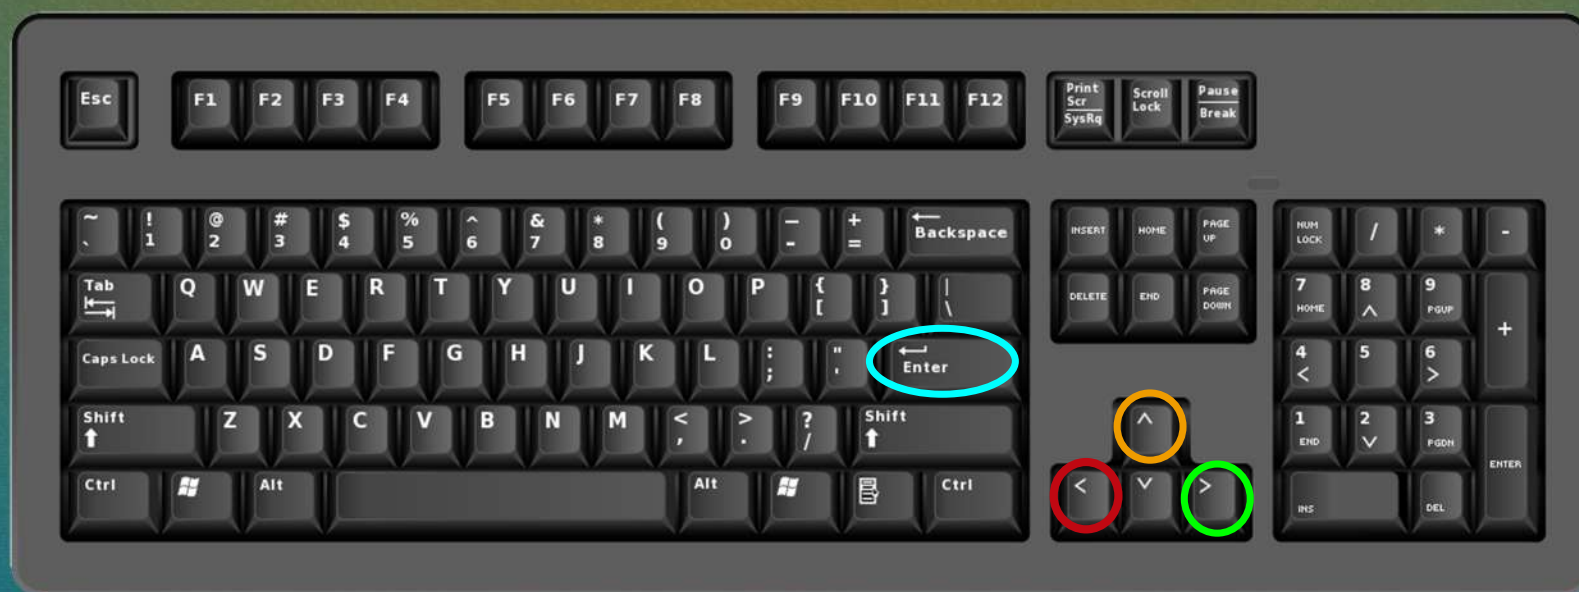 Esc F1 F2 F3 F4 F5 F6 F7 F8 F9 F10 F11 F12 Print Scr SysRq Scroll Lock Pause Break
~ ` ! 1 @ 2 # 3 $ 4 % 5 ^ 6 & 7 * 8 ( 9 ) 0 — - + = Backspace INSERT HOME PAGE UP NUM LOCK / * -
Tab Q W E R T Y U I O P { [ } ] | \ DELETE END PAGE DOWN 7 HOME 8 ^ 9 PGUP +
Caps Lock A S D F G H J K L : ; " ' Enter 4 < 5 6 >
Shift Z X C V B N M < , > . ? / Shift ^ 1 END 2 v 3 PGDN ENTER
Ctrl Alt Alt Ctrl < v > INS DEL